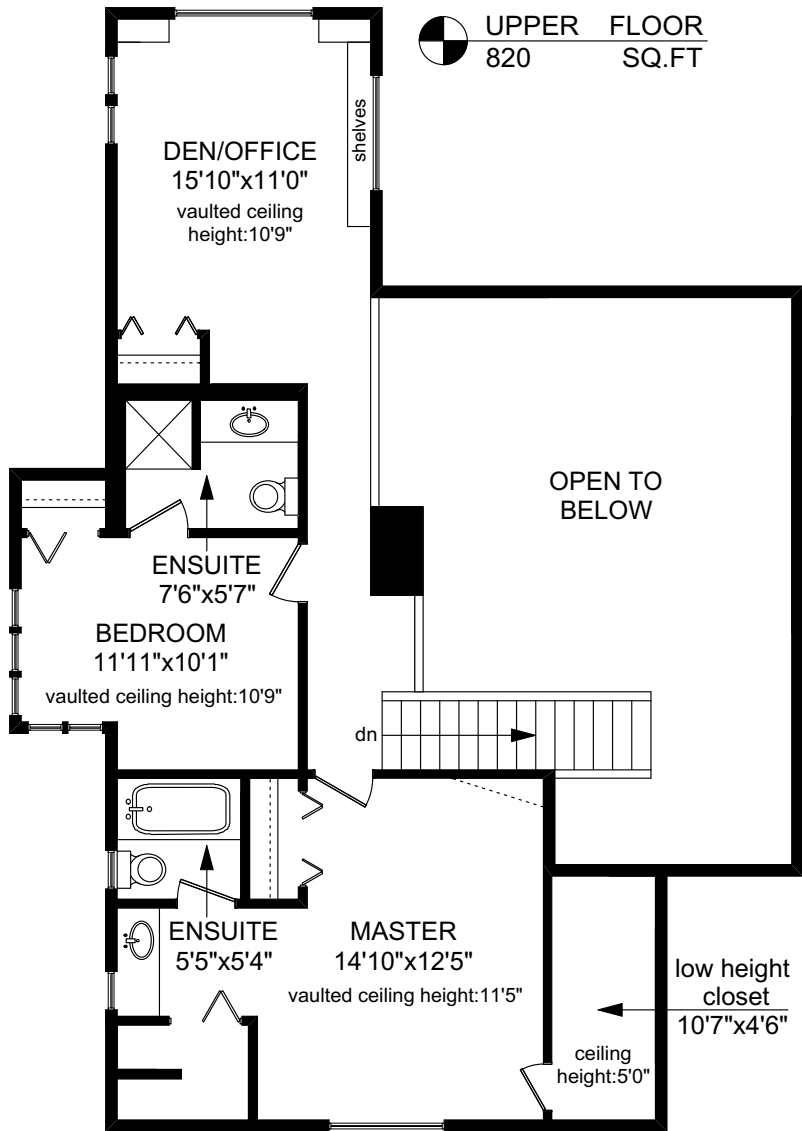 UPPER FLOOR
820 SQ.FT
shelves
DEN/OFFICE
15'10"x11'0"
vaulted ceiling
height:10'9"
OPEN TO
BELOW
ENSUITE
7'6"x5'7"
BEDROOM
11'11"x10'1"
vaulted ceiling height:10'9"
dn
ENSUITE
5'5"x5'4"
MASTER
14'10"x12'5"
vaulted ceiling height:11'5"
low height
closet
10'7"x4'6"
ceiling
height:5'0"